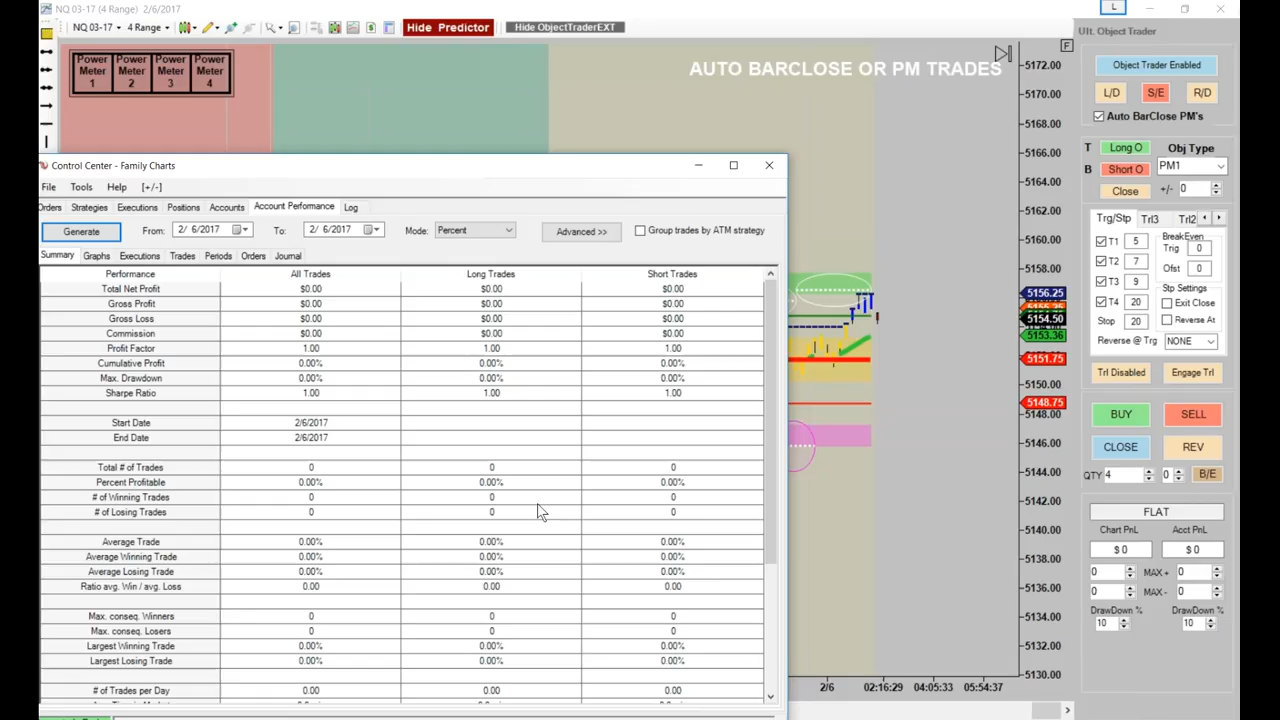 NQ 03-17 (4 Range) 2/6/2017
L
NQ 03-17 4 Range Hide Predictor Hide ObjectTraderEXT
Power Meter 1 Power Meter 2 Power Meter 3 Power Meter 4
AUTO BARCLOSE OR PM TRADES
F
Control Center - Family Charts
File Tools Help [+/-]
Orders Strategies Executions Positions Accounts Account Performance Log
Generate From: 2/ 6/2017 To: 2/ 6/2017 Mode: Percent Advanced >> Group trades by ATM strategy
Summary Graphs Executions Trades Periods Orders Journal
Performance All Trades Long Trades Short Trades
Total Net Profit $0.00 $0.00 $0.00
Gross Profit $0.00 $0.00 $0.00
Gross Loss $0.00 $0.00 $0.00
Commission $0.00 $0.00 $0.00
Profit Factor 1.00 1.00 1.00
Cumulative Profit 0.00% 0.00% 0.00%
Max. Drawdown 0.00% 0.00% 0.00%
Sharpe Ratio 1.00 1.00 1.00
Start Date 2/6/2017
End Date 2/6/2017
Total # of Trades 0 0 0
Percent Profitable 0.00% 0.00% 0.00%
# of Winning Trades 0 0 0
# of Losing Trades 0 0 0
Average Trade 0.00% 0.00% 0.00%
Average Winning Trade 0.00% 0.00% 0.00%
Average Losing Trade 0.00% 0.00% 0.00%
Ratio avg. Win / avg. Loss 0.00 0.00 0.00
Max. conseq. Winners 0 0 0
Max. conseq. Losers 0 0 0
Largest Winning Trade 0.00% 0.00% 0.00%
Largest Losing Trade 0.00% 0.00% 0.00%
# of Trades per Day 0.00 0.00 0.00
5172.00
5170.00
5168.00
5166.00
5164.00
5162.00
5160.00
5158.00
5156.25
5154.50
5153.36
5151.75
5150.00
5148.75
5148.00
5146.00
5144.00
5142.00
5140.00
5138.00
5136.00
5134.00
5132.00
5130.00
2/6 02:16:29 04:05:33 05:54:37
Ult. Object Trader
Object Trader Enabled
L/D S/E R/D
Auto BarClose PM's
T Long O Obj Type
B Short O PM1
Close +/- 0
Trg/Stp Trl3 Trl2
T1 5 BreakEven
Trig 0
T2 7 Ofst 0
T3 9 Stp Settings
T4 20 Exit Close
Stop 20 Reverse At
Reverse @ Trg NONE
Trl Disabled Engage Trl
BUY SELL
CLOSE REV
QTY 4 0 B/E
FLAT
Chart PnL Acct PnL
$ 0 $ 0
0 MAX + 0
0 MAX - 0
DrawDown % DrawDown %
10 10